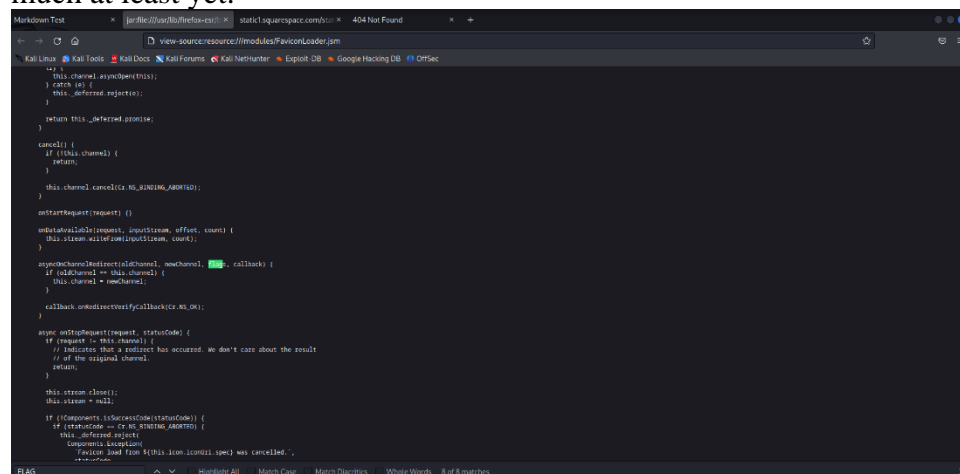 much at least yet.
Markdown Test × jar:file:///usr/lib/firefox-esr/b × static1.squarespace.com/stat × 404 Not Found × +
view-source:resource:///modules/FaviconLoader.jsm
Kali Linux Kali Tools Kali Docs Kali Forums Kali NetHunter Exploit-DB Google Hacking DB OffSec
try {
this.channel.asyncOpen(this);
} catch (e) {
this._deferred.reject(e);
}
return this._deferred.promise;
}
cancel() {
if (!this.channel) {
return;
}
this.channel.cancel(Cr.NS_BINDING_ABORTED);
}
onStartRequest(request) {}
onDataAvailable(request, inputStream, offset, count) {
this.stream.writeFrom(inputStream, count);
}
asyncOnChannelRedirect(oldChannel, newChannel, flags, callback) {
if (oldChannel == this.channel) {
this.channel = newChannel;
}
callback.onRedirectVerifyCallback(Cr.NS_OK);
}
async onStopRequest(request, statusCode) {
if (request != this.channel) {
// Indicates that a redirect has occurred. We don't care about the result
// of the original channel.
return;
}
this.stream.close();
this.stream = null;
if (!Components.isSuccessCode(statusCode)) {
if (statusCode == Cr.NS_BINDING_ABORTED) {
this._deferred.reject(
Components.Exception(
`Favicon load from ${this.icon.iconUri.spec} was cancelled.`,
statusCode
FLAG Highlight All Match Case Match Diacritics Whole Words 8 of 8 matches